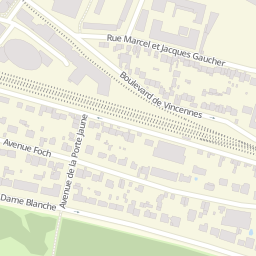 Rue Marcel et Jacques Gaucher
Boulevard de Vincennes
Avenue Foch
Avenue de la Porte Jaune
Dame Blanche